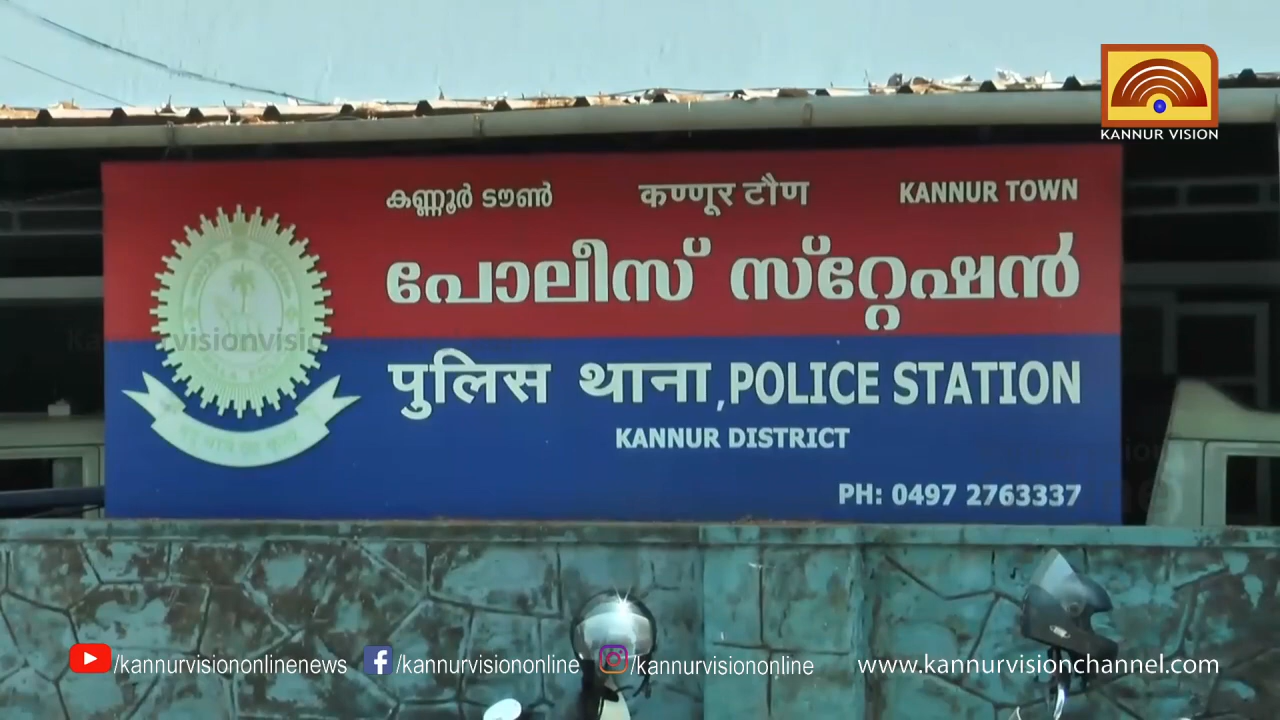 KANNUR VISION
കണ്ണൂർ ടൗൺ कण्णूर टौण KANNUR TOWN
പോലീസ് സ്റ്റേഷൻ
पुलिस थाना, POLICE STATION
KANNUR DISTRICT
PH: 0497 2763337
/kannurvisiononlinenews /kannurvisiononline /kannurvisiononline www.kannurvisionchannel.com